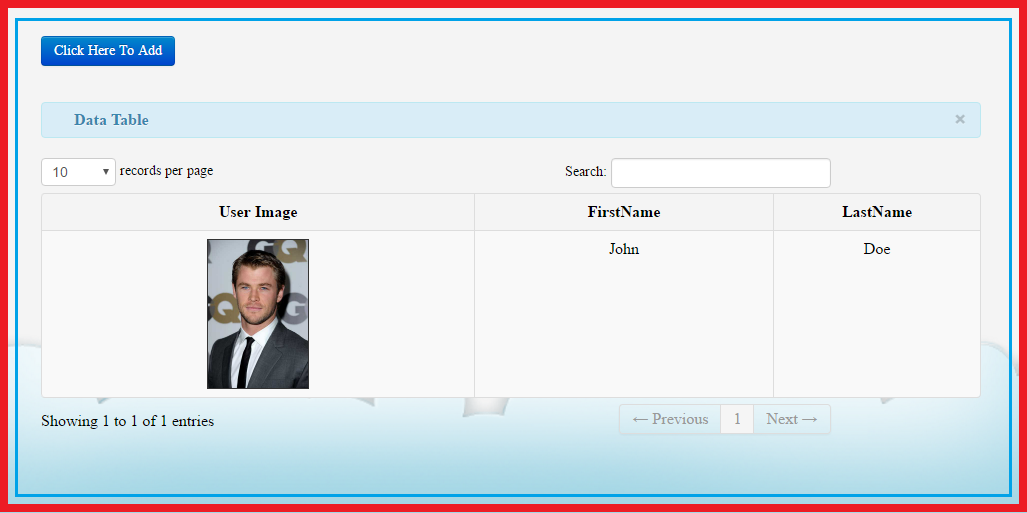 Click Here To Add
Data Table ×
10 records per page Search:
User Image FirstName LastName
GQ John Doe
GQ
Showing 1 to 1 of 1 entries ← Previous 1 Next →